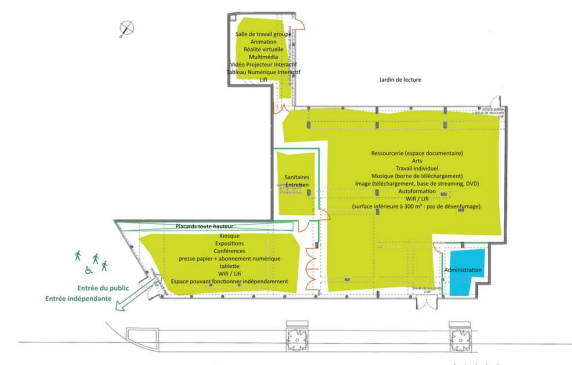 Salle de travail groupe
Animation
Réalité virtuelle
Multimédia
Vidéo Projecteur Interactif
Tableau Numérique Interactif
Lifi
Jardin de lecture
Ressourcerie (espace documentaire)
Arts
Travail individuel
Musique (borne de téléchargement)
Image (téléchargement, base de streaming, DVD)
Autoformation
Wifi / Lifi
(surface inférieure à 300 m² : pas de désenfumage).
Sanitaires
Entretien
Placards toute hauteur
Kiosque
Expositions
Conférences
presse papier + abonnement numérique
tablette
Wifi / Lifi
Espace pouvant fonctionner indépendamment
Administration
Entrée du public
Entrée indépendante